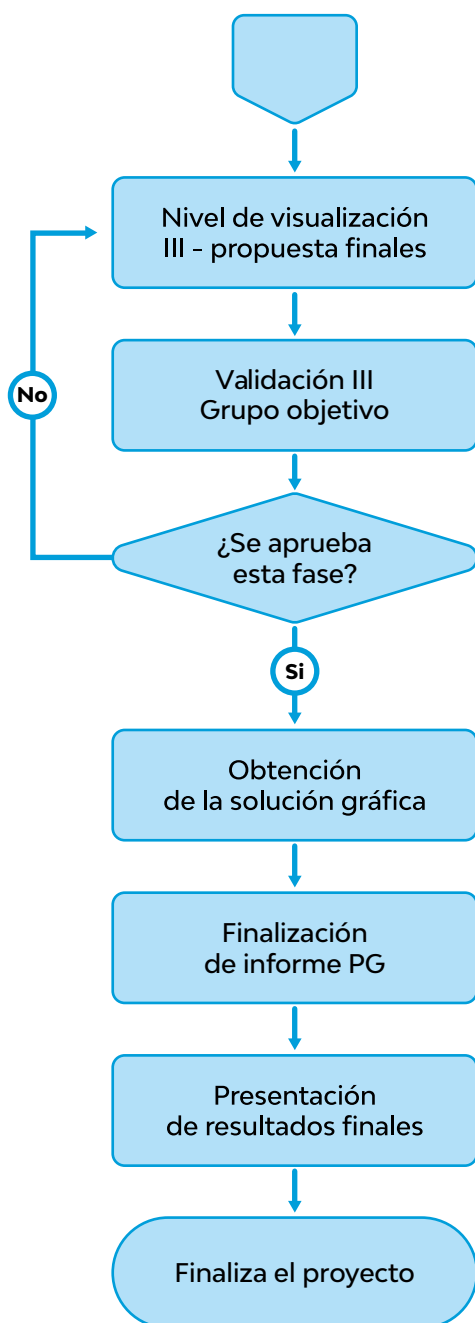 Nivel de visualización
III - propuesta finales
Validación III
Grupo objetivo
No
¿Se aprueba
esta fase?
Si
Obtención
de la solución gráfica
Finalización
de informe PG
Presentación
de resultados finales
Finaliza el proyecto